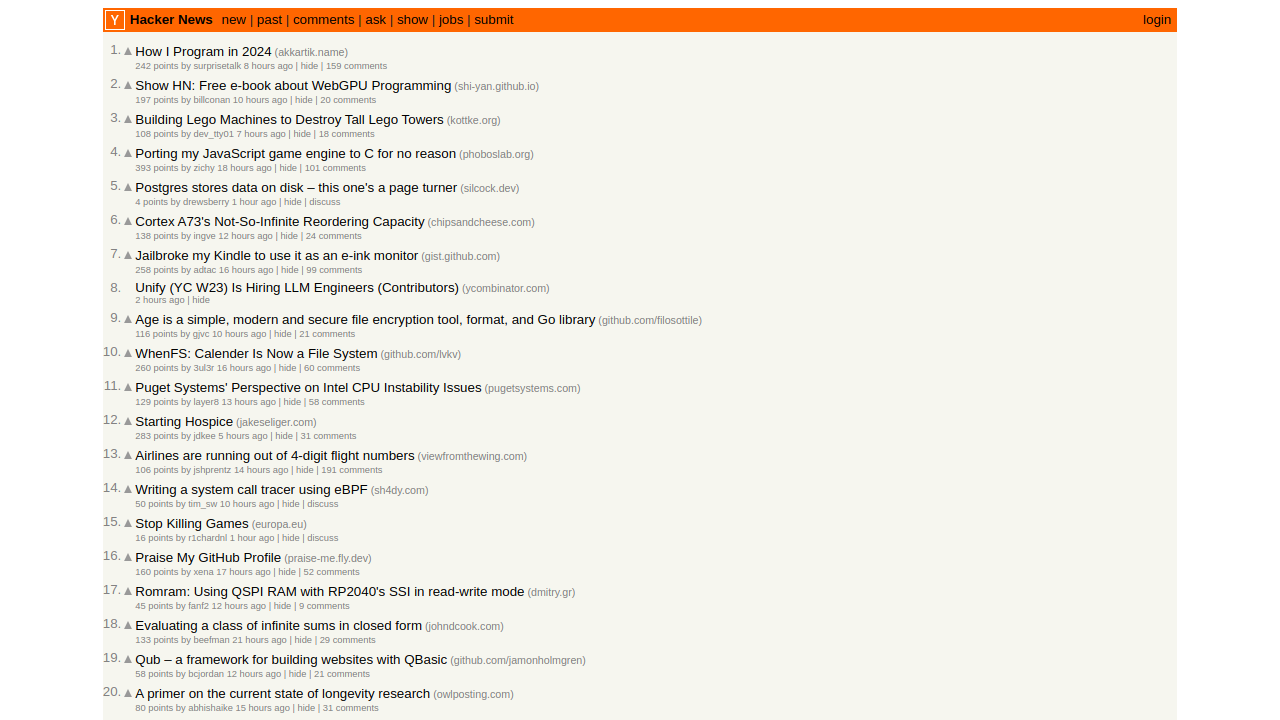 Y Hacker News new | past | comments | ask | show | jobs | submit login
1. ▲ How I Program in 2024 (akkartik.name)
242 points by surprisetalk 8 hours ago | hide | 159 comments
2. ▲ Show HN: Free e-book about WebGPU Programming (shi-yan.github.io)
197 points by billconan 10 hours ago | hide | 20 comments
3. ▲ Building Lego Machines to Destroy Tall Lego Towers (kottke.org)
108 points by dev_tty01 7 hours ago | hide | 18 comments
4. ▲ Porting my JavaScript game engine to C for no reason (phoboslab.org)
393 points by zichy 18 hours ago | hide | 101 comments
5. ▲ Postgres stores data on disk – this one's a page turner (silcock.dev)
4 points by drewsberry 1 hour ago | hide | discuss
6. ▲ Cortex A73's Not-So-Infinite Reordering Capacity (chipsandcheese.com)
138 points by ingve 12 hours ago | hide | 24 comments
7. ▲ Jailbroke my Kindle to use it as an e-ink monitor (gist.github.com)
258 points by adtac 16 hours ago | hide | 99 comments
8. Unify (YC W23) Is Hiring LLM Engineers (Contributors) (ycombinator.com)
2 hours ago | hide
9. ▲ Age is a simple, modern and secure file encryption tool, format, and Go library (github.com/filosottile)
116 points by gjvc 10 hours ago | hide | 21 comments
10. ▲ WhenFS: Calender Is Now a File System (github.com/lvkv)
260 points by 3ul3r 16 hours ago | hide | 60 comments
11. ▲ Puget Systems' Perspective on Intel CPU Instability Issues (pugetsystems.com)
129 points by layer8 13 hours ago | hide | 58 comments
12. ▲ Starting Hospice (jakeseliger.com)
283 points by jdkee 5 hours ago | hide | 31 comments
13. ▲ Airlines are running out of 4-digit flight numbers (viewfromthewing.com)
106 points by jshprentz 14 hours ago | hide | 191 comments
14. ▲ Writing a system call tracer using eBPF (sh4dy.com)
50 points by tim_sw 10 hours ago | hide | discuss
15. ▲ Stop Killing Games (europa.eu)
16 points by r1chardnl 1 hour ago | hide | discuss
16. ▲ Praise My GitHub Profile (praise-me.fly.dev)
160 points by xena 17 hours ago | hide | 52 comments
17. ▲ Romram: Using QSPI RAM with RP2040's SSI in read-write mode (dmitry.gr)
45 points by fanf2 12 hours ago | hide | 9 comments
18. ▲ Evaluating a class of infinite sums in closed form (johndcook.com)
133 points by beefman 21 hours ago | hide | 29 comments
19. ▲ Qub – a framework for building websites with QBasic (github.com/jamonholmgren)
58 points by bcjordan 12 hours ago | hide | 21 comments
20. ▲ A primer on the current state of longevity research (owlposting.com)
80 points by abhishaike 15 hours ago | hide | 31 comments